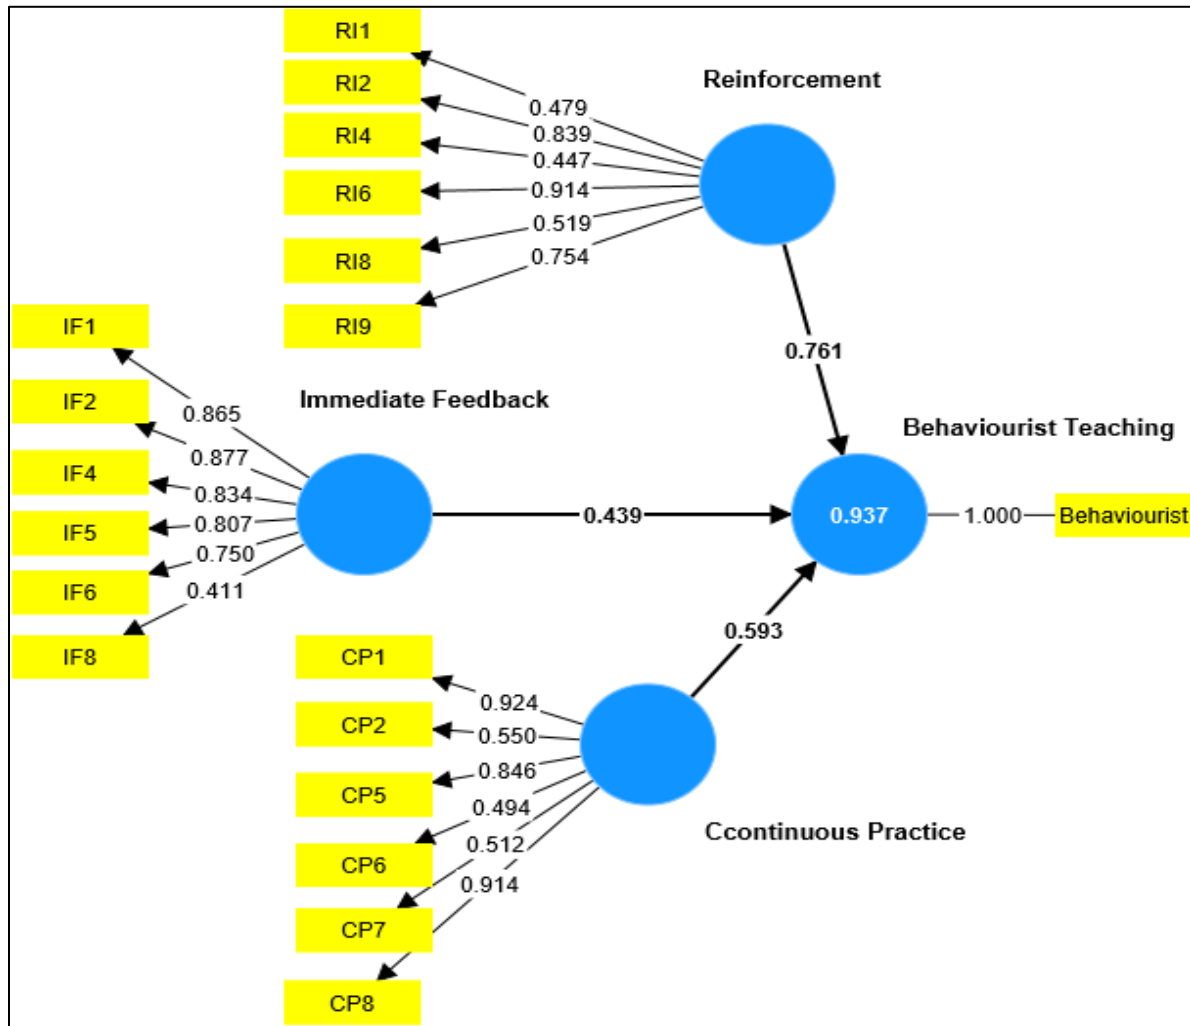 RI1
RI2
RI4
RI6
RI8
RI9
0.479
0.839
0.447
0.914
0.519
0.754
Reinforcement
0.761
IF1
IF2
IF4
IF5
IF6
IF8
0.865
0.877
0.834
0.807
0.750
0.411
Immediate Feedback
0.439
Behaviourist Teaching
0.937
1.000
Behaviourist
0.593
CP1
CP2
CP5
CP6
CP7
CP8
0.924
0.550
0.846
0.494
0.512
0.914
Ccontinuous Practice